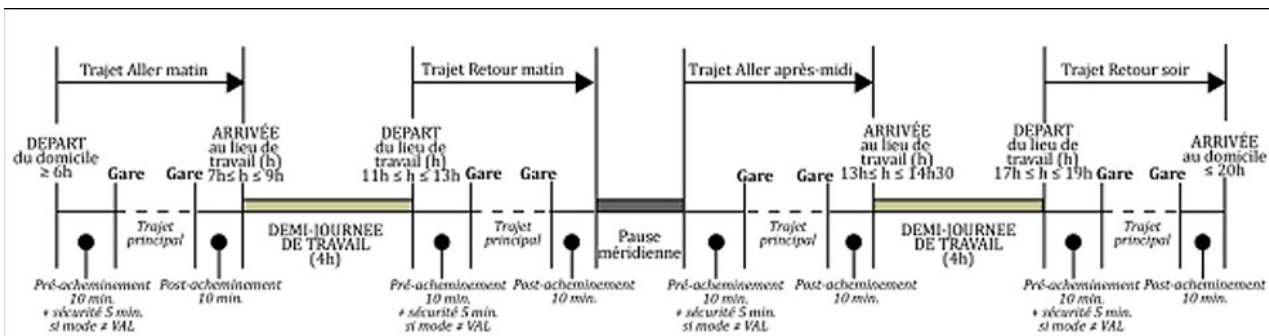 Trajet Aller matin
Trajet Retour matin
Trajet Aller après-midi
Trajet Retour soir
DEPART
du domicile
≥ 6h
Gare
Gare
ARRIVÉE
au lieu de
travail (h)
7h≤ h ≤ 9h
DEPART
du lieu de
travail (h)
11h ≤ h ≤ 13h
Gare
Gare
Gare
Gare
ARRIVÉE
au lieu de
travail (h)
13h≤ h ≤ 14h30
DEPART
du lieu de
travail (h)
17h ≤ h ≤ 19h
Gare
Gare
ARRIVÉE
au domicile
≤ 20h
Trajet
principal
DEMI-JOURNEE
DE TRAVAIL
(4h)
Trajet
principal
Pause
méridienne
Trajet
principal
DEMI-JOURNEE
DE TRAVAIL
(4h)
Trajet
principal
Pré-acheminement
10 min.
+ sécurité 5 min.
si mode ≠ VAL
Post-acheminement
10 min.
Pré-acheminement
10 min.
+ sécurité 5 min.
si mode ≠ VAL
Post-acheminement
10 min.
Pré-acheminement
10 min.
+ sécurité 5 min.
si mode ≠ VAL
Post-acheminement
10 min.
Pré-acheminement
10 min.
+ sécurité 5 min.
si mode ≠ VAL
Post-acheminement
10 min.